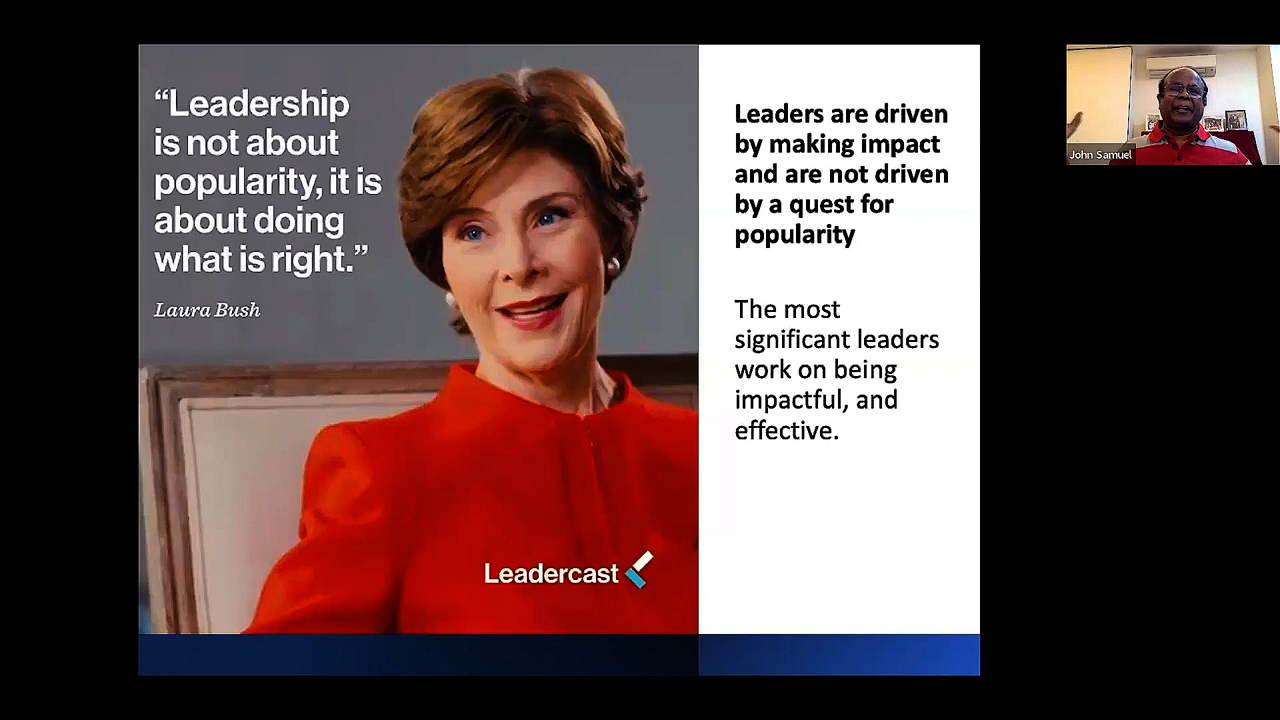 “Leadership
is not about
popularity, it is
about doing
what is right.”
Laura Bush
Leadercast
Leaders are driven
by making impact
and are not driven
by a quest for
popularity
The most
significant leaders
work on being
impactful, and
effective.
John Samuel